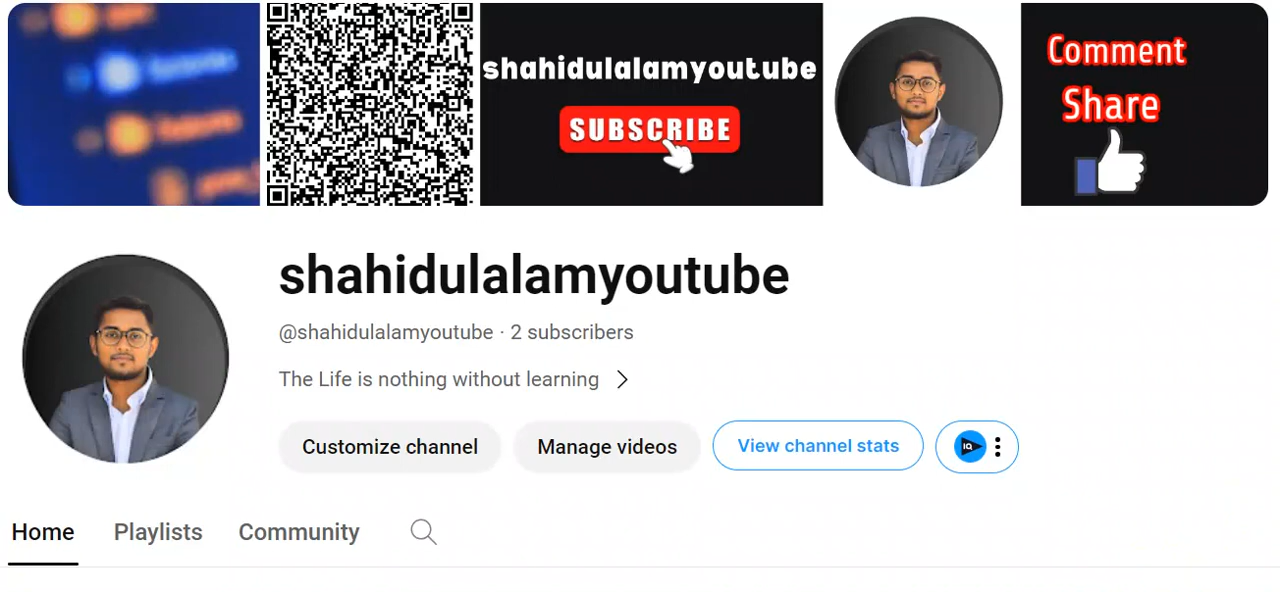 shahidulalamyoutube
SUBSCRIBE
Comment
Share
shahidulalamyoutube
@shahidulalamyoutube · 2 subscribers
The Life is nothing without learning
Customize channel
Manage videos
View channel stats
IQ
Home
Playlists
Community